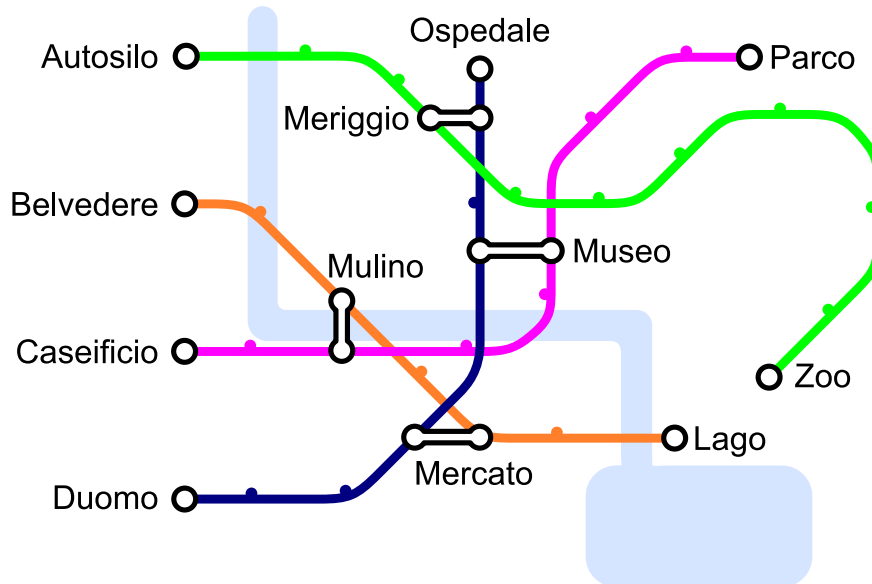 Ospedale
Autosilo
Parco
Meriggio
Belvedere
Museo
Mulino
Caseificio
Zoo
Lago
Mercato
Duomo